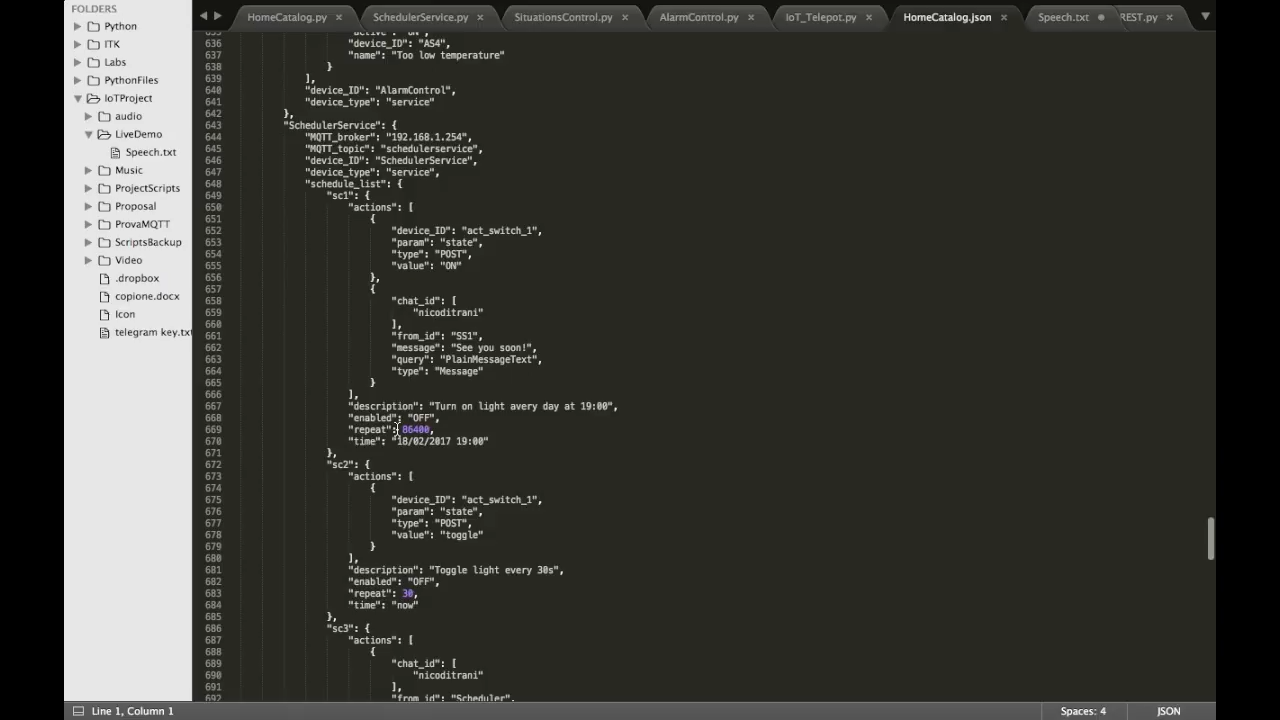 FOLDERS
Python
ITK
Labs
PythonFiles
IoTProject
audio
LiveDemo
Speech.txt
Music
ProjectScripts
Proposal
ProvaMQTT
ScriptsBackup
Video
.dropbox
copione.docx
Icon
telegram key.txt
HomeCatalog.py × SchedulerService.py × SituationsControl.py × AlarmControl.py × IoT_Telepot.py × HomeCatalog.json × Speech.txt REST.py ×
636 "device_ID": "AS4",
637 "name": "Too low temperature"
638 }
639 ],
640 "device_ID": "AlarmControl",
641 "device_type": "service"
642 },
643 "SchedulerService": {
644 "MQTT_broker": "192.168.1.254",
645 "MQTT_topic": "schedulerservice",
646 "device_ID": "SchedulerService",
647 "device_type": "service",
648 "schedule_list": {
649 "sc1": {
650 "actions": [
651 {
652 "device_ID": "act_switch_1",
653 "param": "state",
654 "type": "POST",
655 "value": "ON"
656 },
657 {
658 "chat_id": [
659 "nicoditrani"
660 ],
661 "from_id": "SS1",
662 "message": "See you soon!",
663 "query": "PlainMessageText",
664 "type": "Message"
665 }
666 ],
667 "description": "Turn on light avery day at 19:00",
668 "enabled": "OFF",
669 "repeat": 86400,
670 "time": "18/02/2017 19:00"
671 },
672 "sc2": {
673 "actions": [
674 {
675 "device_ID": "act_switch_1",
676 "param": "state",
677 "type": "POST",
678 "value": "toggle"
679 }
680 ],
681 "description": "Toggle light every 30s",
682 "enabled": "OFF",
683 "repeat": 30,
684 "time": "now"
685 },
686 "sc3": {
687 "actions": [
688 {
689 "chat_id": [
690 "nicoditrani"
691 ],
692 "from_id": "Scheduler",
Line 1, Column 1 Spaces: 4 JSON